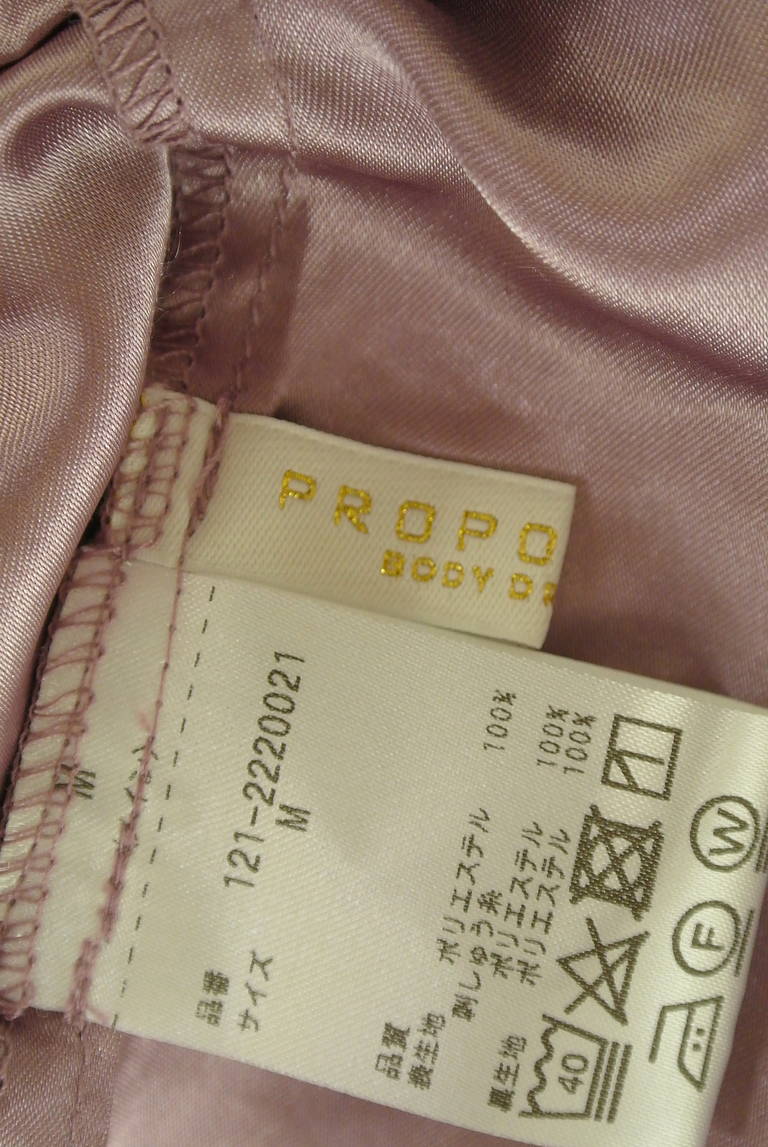 PROPO
BODY DR
品番 121-2220021
サイズ M
品質
表生地 ポリエステル 100%
刺しゅう糸
ポリエステル 100%
裏生地 ポリエステル 100%
40
W
F
M